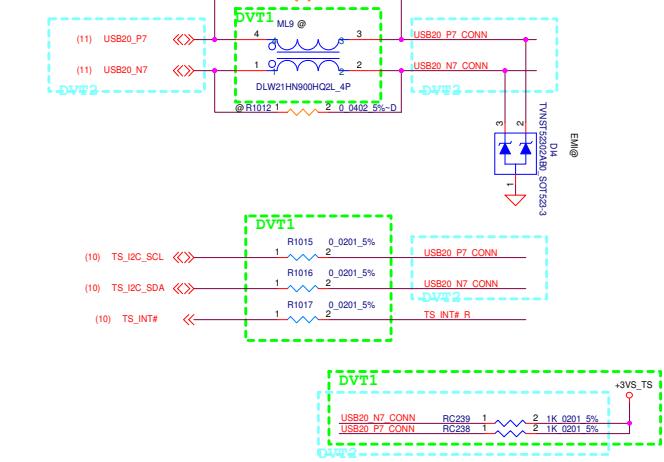 DVT1
ML9 @
(11) USB20_P7 4 3 USB20_P7_CONN
(11) USB20_N7 1 2 USB20_N7_CONN
DVT2 DLW21HN900HQ2L_4P DVT2
@ R1012 1 2 0_0402_5%~D
3 2
TVNST52302AB0_SOT523-3
DI4
EMI@
1
DVT1
R1015 0_0201_5%
(10) TS_I2C_SCL 1 2 USB20_P7_CONN
R1016 0_0201_5%
(10) TS_I2C_SDA 1 2 USB20_N7_CONN
DVT2
R1017 0_0201_5%
(10) TS_INT# 1 2 TS_INT#_R
DVT1
+3VS_TS
USB20_N7_CONN RC239 1 2 1K_0201_5%
USB20_P7_CONN RC238 1 2 1K_0201_5%
DVT2